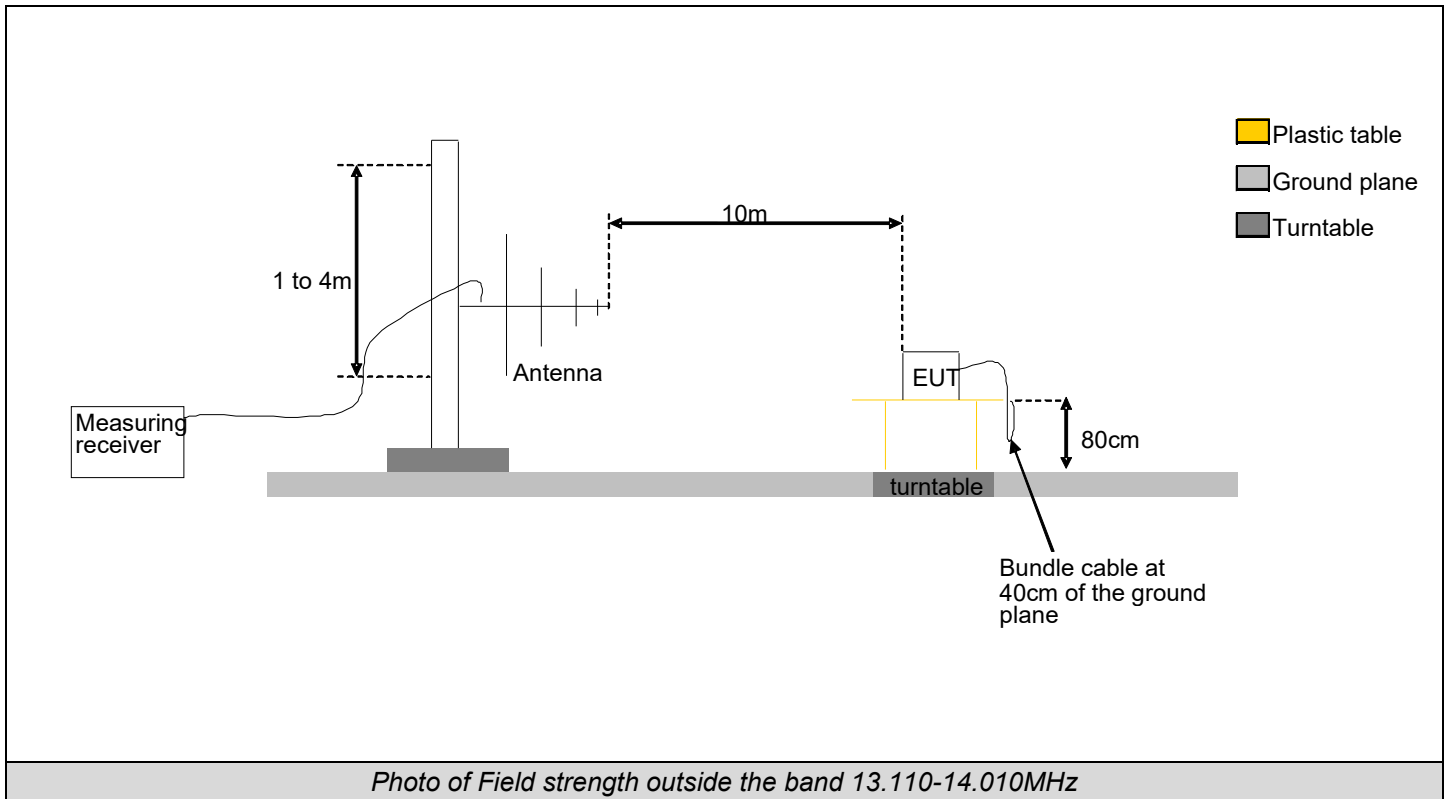 Plastic table
Ground plane
Turntable
10m
1 to 4m
Antenna
EUT
Measuring
receiver
80cm
turntable
Bundle cable at
40cm of the ground
plane
Photo of Field strength outside the band 13.110-14.010MHz